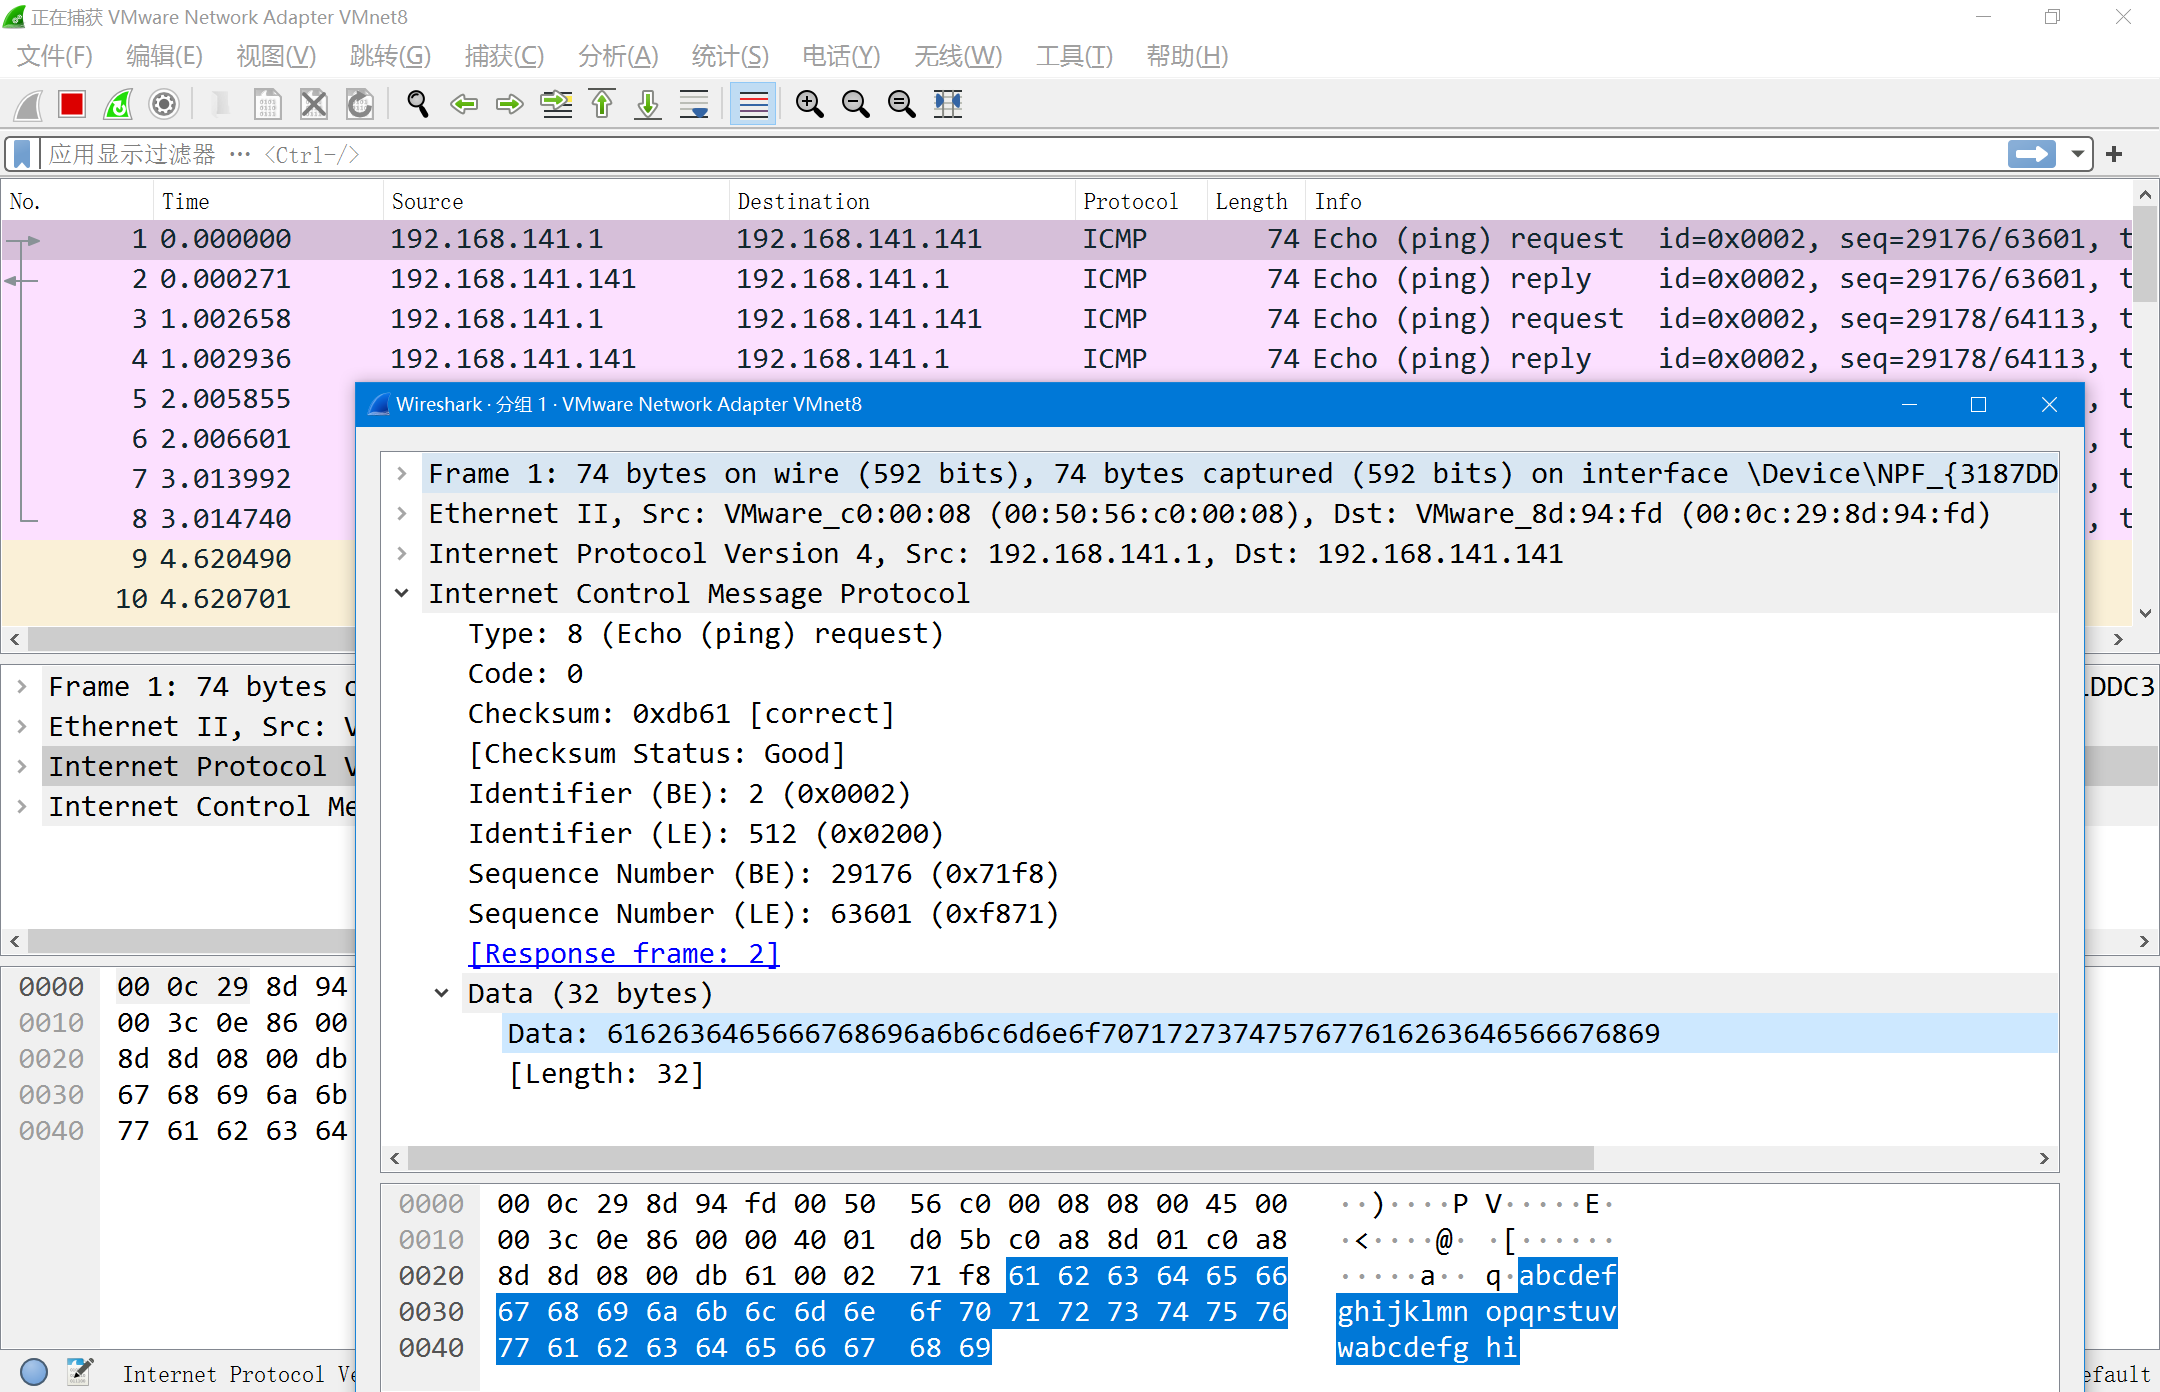 正在捕获 VMware Network Adapter VMnet8
文件(F) 编辑(E) 视图(V) 跳转(G) 捕获(C) 分析(A) 统计(S) 电话(Y) 无线(W) 工具(T) 帮助(H)
应用显示过滤器 … <Ctrl-/>
No. Time Source Destination Protocol Length Info
1 0.000000 192.168.141.1 192.168.141.141 ICMP 74 Echo (ping) request id=0x0002, seq=29176/63601, t
2 0.000271 192.168.141.141 192.168.141.1 ICMP 74 Echo (ping) reply id=0x0002, seq=29176/63601, t
3 1.002658 192.168.141.1 192.168.141.141 ICMP 74 Echo (ping) request id=0x0002, seq=29178/64113, t
4 1.002936 192.168.141.141 192.168.141.1 ICMP 74 Echo (ping) reply id=0x0002, seq=29178/64113, t
5 2.005855 , t
6 2.006601 , t
7 3.013992 , t
8 3.014740 , t
9 4.620490
10 4.620701
Frame 1: 74 bytes
Ethernet II, Src: V
Internet Protocol V
Internet Control Me
DDC3
0000 00 0c 29 8d 94
0010 00 3c 0e 86 00
0020 8d 8d 08 00 db
0030 67 68 69 6a 6b
0040 77 61 62 63 64
Internet Protocol Ve
efault
Wireshark · 分组 1 · VMware Network Adapter VMnet8
Frame 1: 74 bytes on wire (592 bits), 74 bytes captured (592 bits) on interface \Device\NPF_{3187DD
Ethernet II, Src: VMware_c0:00:08 (00:50:56:c0:00:08), Dst: VMware_8d:94:fd (00:0c:29:8d:94:fd)
Internet Protocol Version 4, Src: 192.168.141.1, Dst: 192.168.141.141
Internet Control Message Protocol
Type: 8 (Echo (ping) request)
Code: 0
Checksum: 0xdb61 [correct]
[Checksum Status: Good]
Identifier (BE): 2 (0x0002)
Identifier (LE): 512 (0x0200)
Sequence Number (BE): 29176 (0x71f8)
Sequence Number (LE): 63601 (0xf871)
[Response frame: 2]
Data (32 bytes)
Data: 6162636465666768696a6b6c6d6e6f7071727374757677616263646566676869
[Length: 32]
0000 00 0c 29 8d 94 fd 00 50 56 c0 00 08 08 00 45 00 ··)····P V·····E·
0010 00 3c 0e 86 00 00 40 01 d0 5b c0 a8 8d 01 c0 a8 ·<····@· ·[······
0020 8d 8d 08 00 db 61 00 02 71 f8 61 62 63 64 65 66 ·····a·· q·abcdef
0030 67 68 69 6a 6b 6c 6d 6e 6f 70 71 72 73 74 75 76 ghijklmn opqrstuv
0040 77 61 62 63 64 65 66 67 68 69 wabcdefg hi